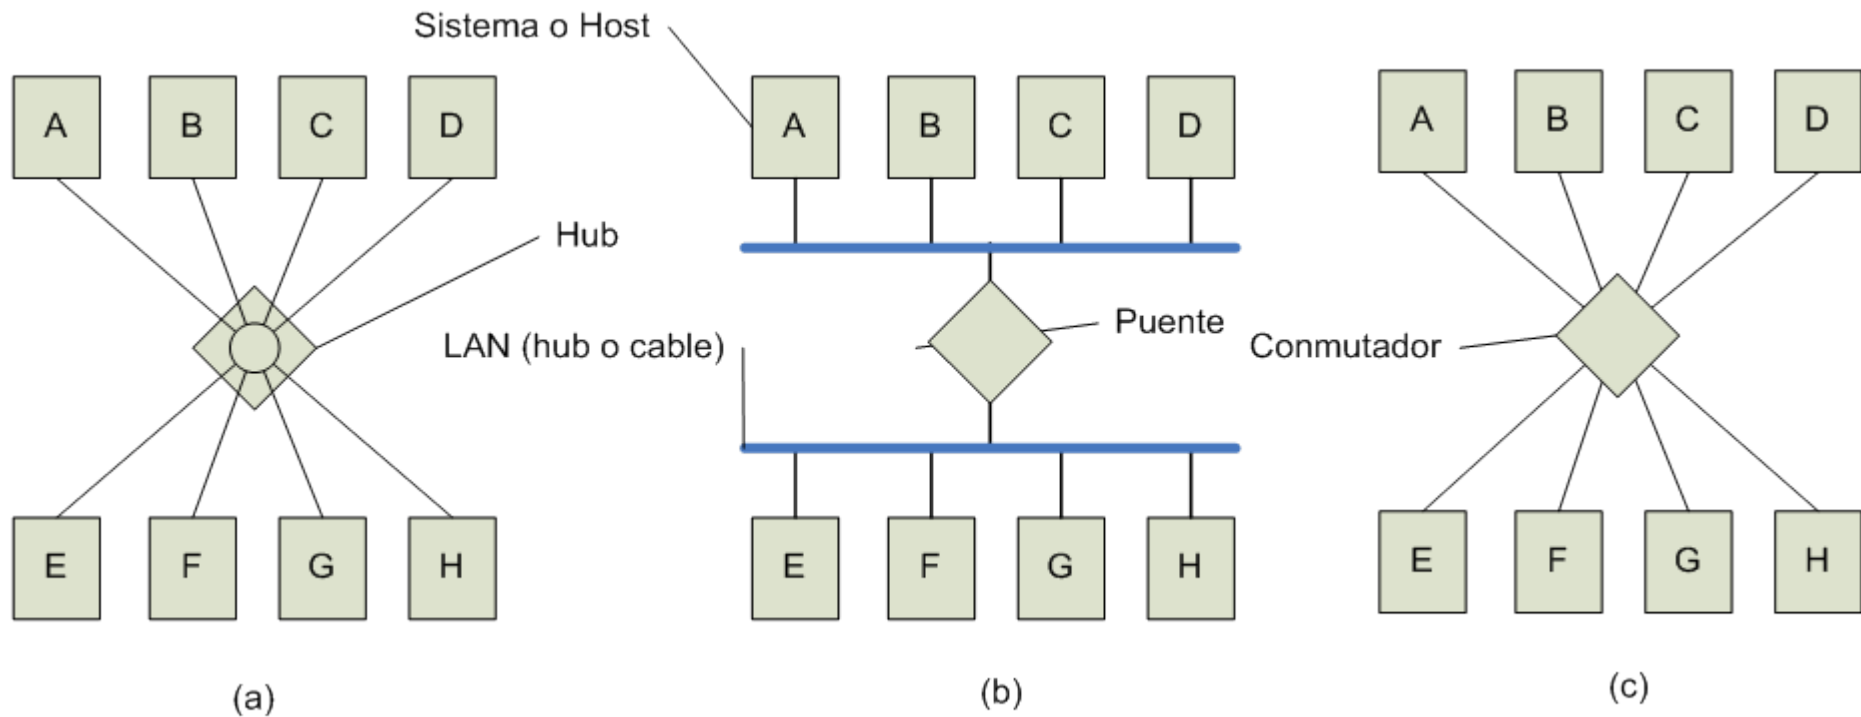 Sistema o Host
A B C D
A B C D
A B C D
Hub
LAN (hub o cable)
Puente
Conmutador
E F G H
E F G H
E F G H
(a)
(b)
(c)